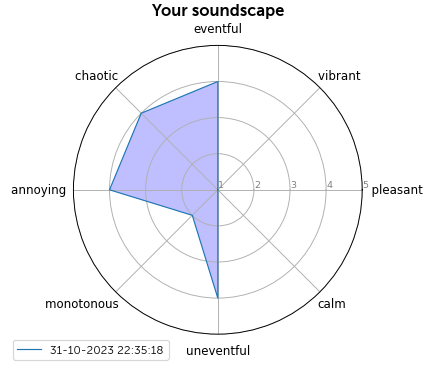 Your soundscape
eventful
chaotic
vibrant
annoying
1 2 3 4 5
pleasant
monotonous
calm
31-10-2023 22:35:18
uneventful